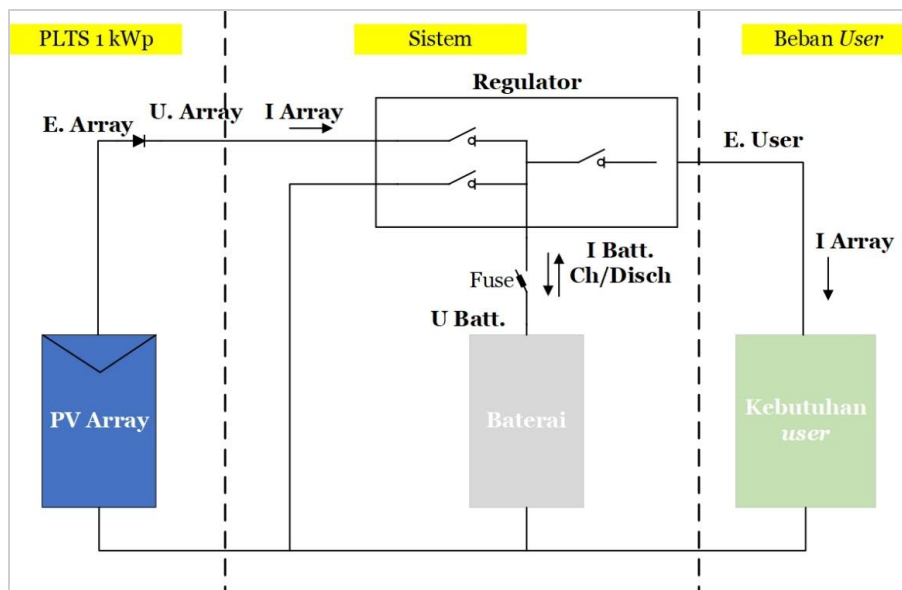 PLTS 1 kWp
Sistem
Beban User
Regulator
E. Array
U. Array
I Array
E. User
I Array
I Batt.
Ch/Disch
Fuse
U Batt.
PV Array
Baterai
Kebutuhan
user